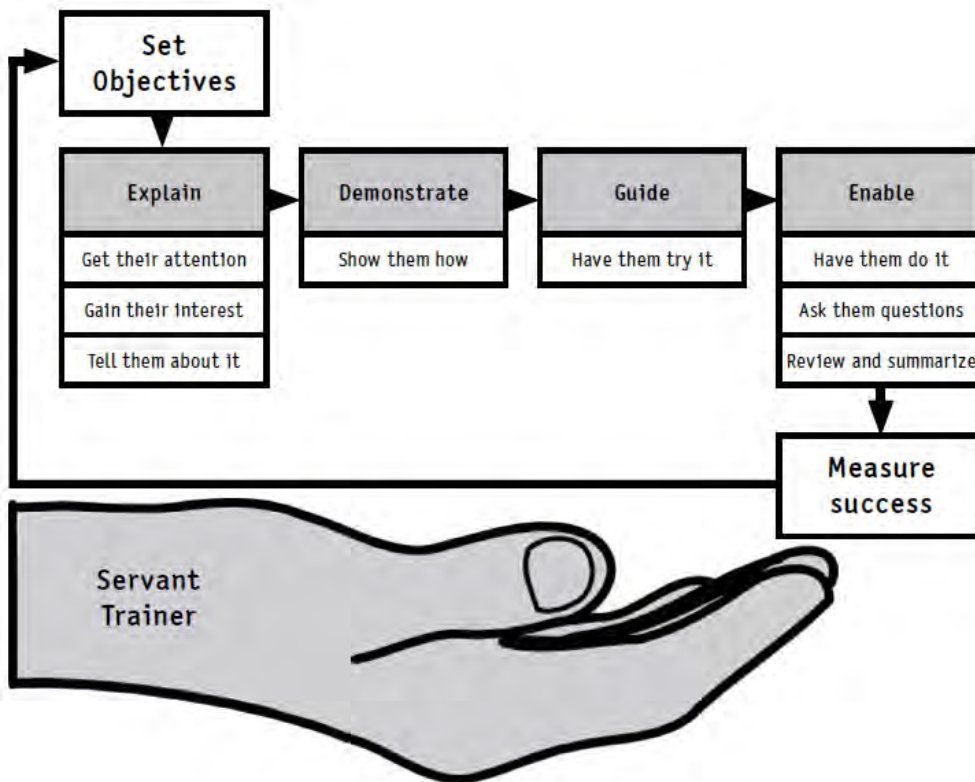 Set
Objectives
Explain
Get their attention
Gain their interest
Tell them about it
Demonstrate
Show them how
Guide
Have them try it
Enable
Have them do it
Ask them questions
Review and summarize
Measure
success
Servant
Trainer